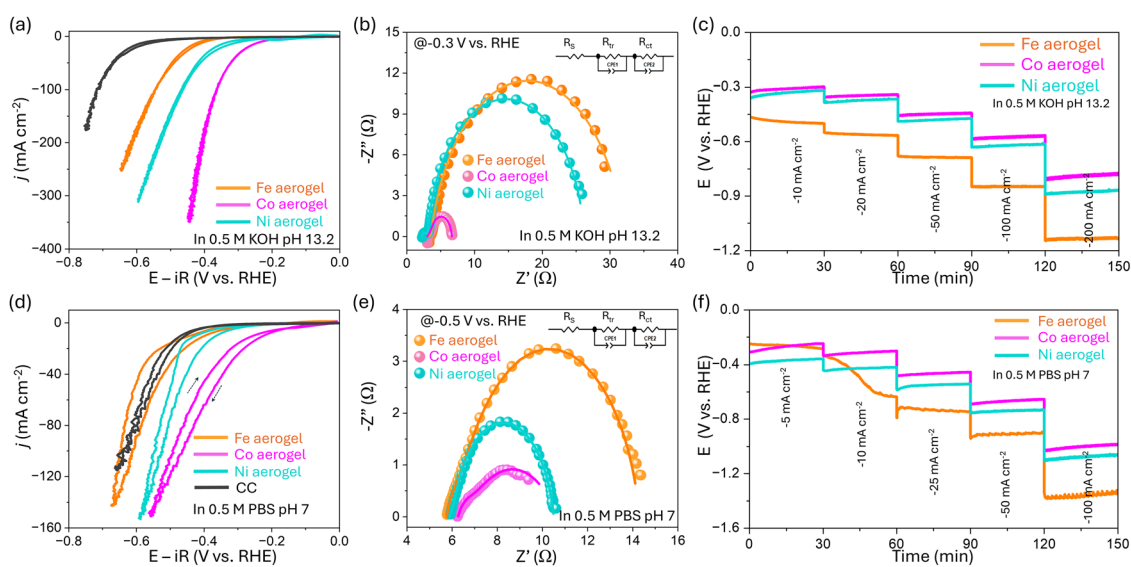 (a)
0
−100
−200
−300
−400
−0.8
−0.6
−0.4
−0.2
0.0
j (mA cm⁻²)
E – iR (V vs. RHE)
Fe aerogel
Co aerogel
Ni aerogel
In 0.5 M KOH pH 13.2
(b)
15
12
9
6
3
0
0
10
20
30
40
-Z” (Ω)
Z’ (Ω)
@-0.3 V vs. RHE
RS
Rtr
Rct
CPE1
CPE2
Fe aerogel
Co aerogel
Ni aerogel
In 0.5 M KOH pH 13.2
(c)
0.0
−0.3
−0.6
−0.9
−1.2
0
30
60
90
120
150
E (V vs. RHE)
Time (min)
Fe aerogel
Co aerogel
Ni aerogel
In 0.5 M KOH pH 13.2
-10 mA cm⁻²
-20 mA cm⁻²
-50 mA cm⁻²
-100 mA cm⁻²
-200 mA cm⁻²
(d)
0
−40
−80
−120
−160
−0.8
−0.6
−0.4
−0.2
0.0
j (mA cm⁻²)
E – iR (V vs. RHE)
Fe aerogel
Co aerogel
Ni aerogel
CC
In 0.5 M PBS pH 7
(e)
-4
-3
-2
-1
0
4
6
8
10
12
14
16
-Z” (Ω)
Z’ (Ω)
@-0.5 V vs. RHE
RS
Rtr
Rct
CPE1
CPE2
Fe aerogel
Co aerogel
Ni aerogel
In 0.5 M PBS pH 7
(f)
0.0
−0.4
−0.8
−1.2
−1.6
0
30
60
90
120
150
E (V vs. RHE)
Time (min)
Fe aerogel
Co aerogel
Ni aerogel
In 0.5 M PBS pH 7
-5 mA cm⁻²
-10 mA cm⁻²
-25 mA cm⁻²
-50 mA cm⁻²
-100 mA cm⁻²